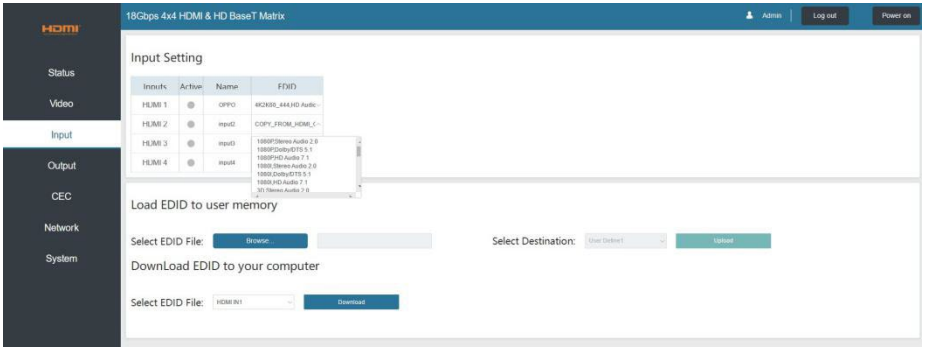 HDMI
18Gbps 4x4 HDMI & HD BaseT Matrix
Admin
Log out
Power on
Status
Video
Input
Output
CEC
Network
System
Input Setting
Inputs Active Name EDID
HDMI 1 OPPO 4K2K60_444,HD Audio
HDMI 2 input2 COPY_FROM_HDMI_
HDMI 3 input3
HDMI 4 input4
1080P,Stereo Audio 2.0
1080P,Dolby/DTS 5.1
1080P,HD Audio 7.1
1080I,Stereo Audio 2.0
1080I,Dolby/DTS 5.1
1080I,HD Audio 7.1
3D,Stereo Audio 2.0
Load EDID to user memory
Select EDID File: Browse... Select Destination: User Define1 Upload
DownLoad EDID to your computer
Select EDID File: HDMI IN1 Download